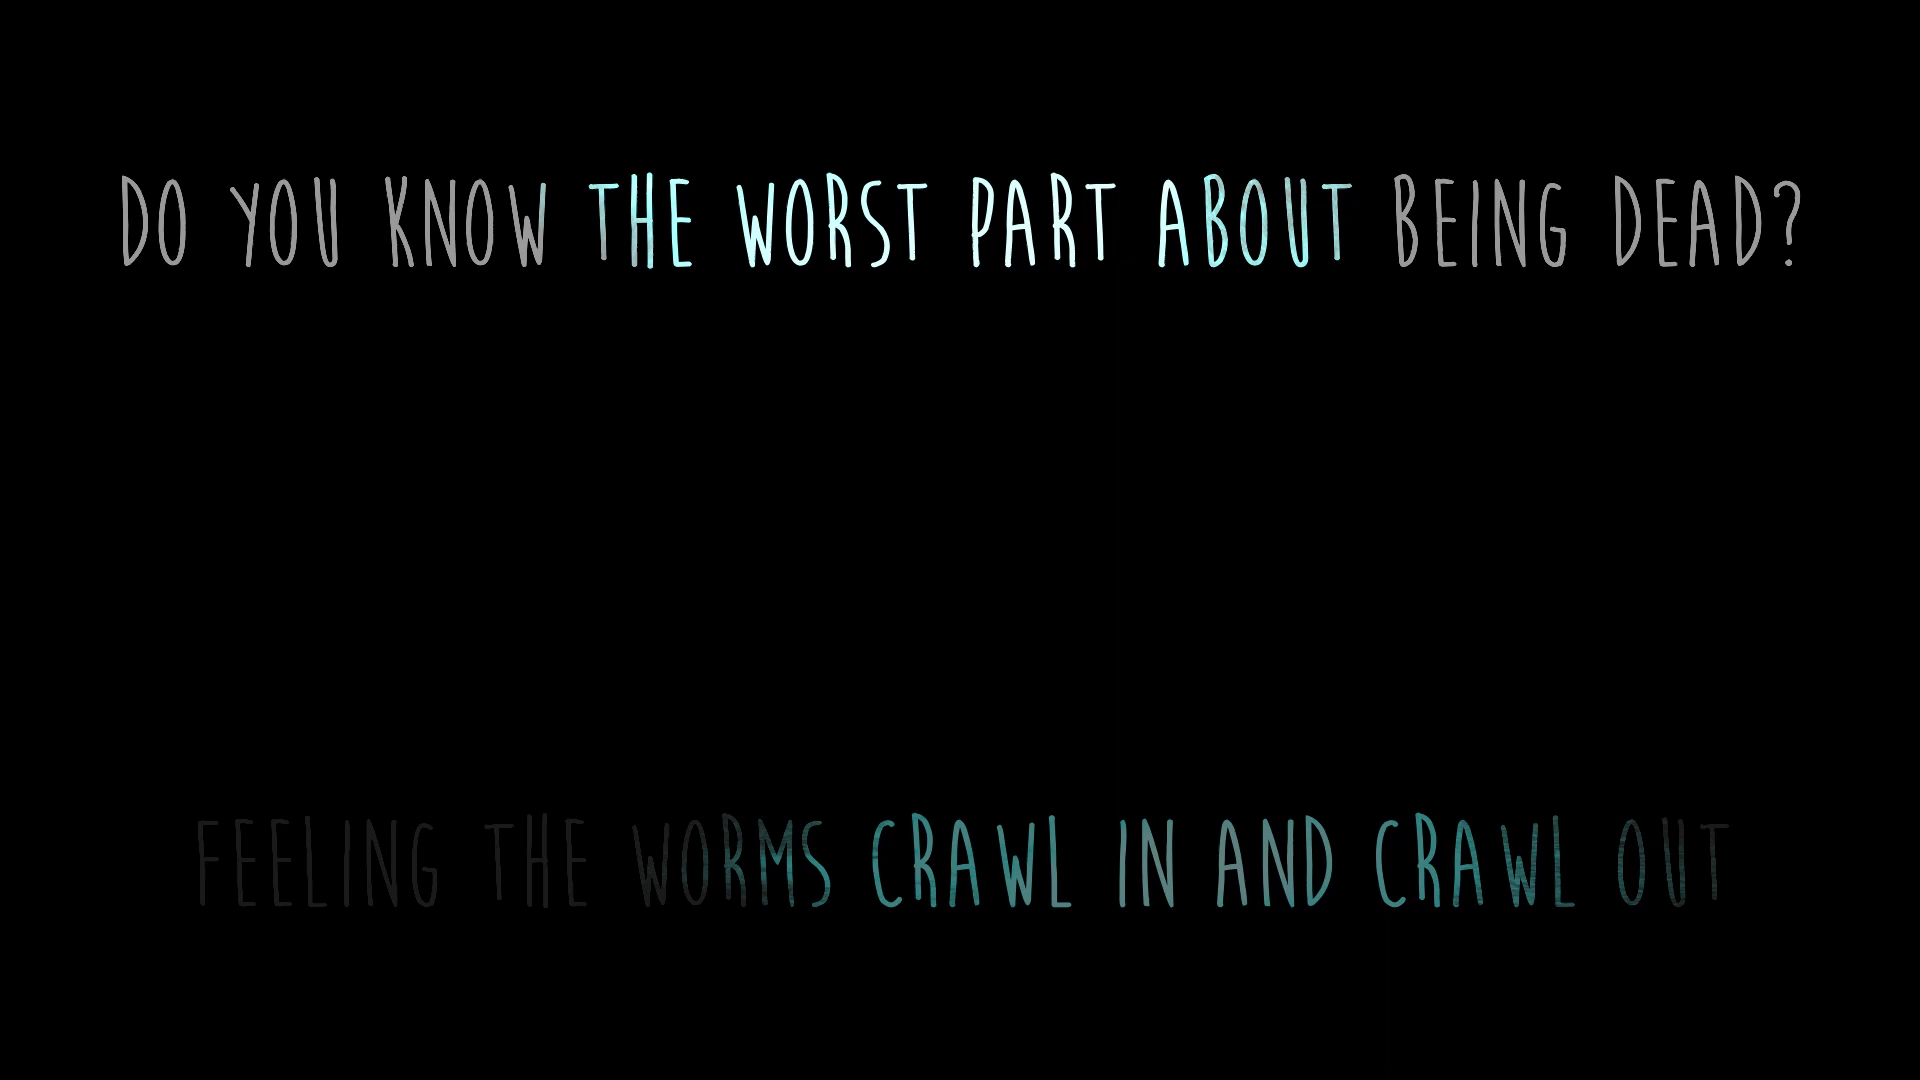 DO YOU KNOW THE WORST PART ABOUT BEING DEAD?
FEELING THE WORMS CRAWL IN AND CRAWL OUT